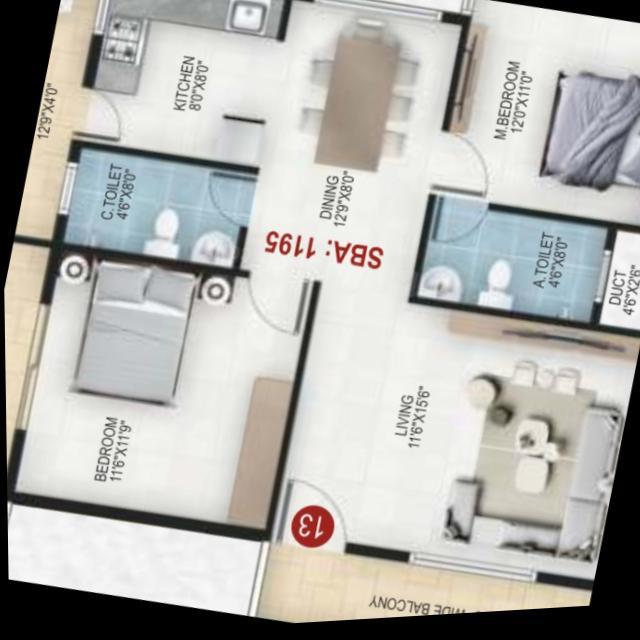 12'9"X4'0"
KITCHEN
8'0"X8'0"
M.BEDROOM
12'0"X11'0"
C.TOILET
4'6"X8'0"
DINING
12'9"X8'0"
SBA: 1195
A.TOILET
4'6"X8'0"
DUCT
4'6"X2'6"
BEDROOM
11'6"X11'9"
LIVING
11'6"X15'6"
13
WIDE BALCONY